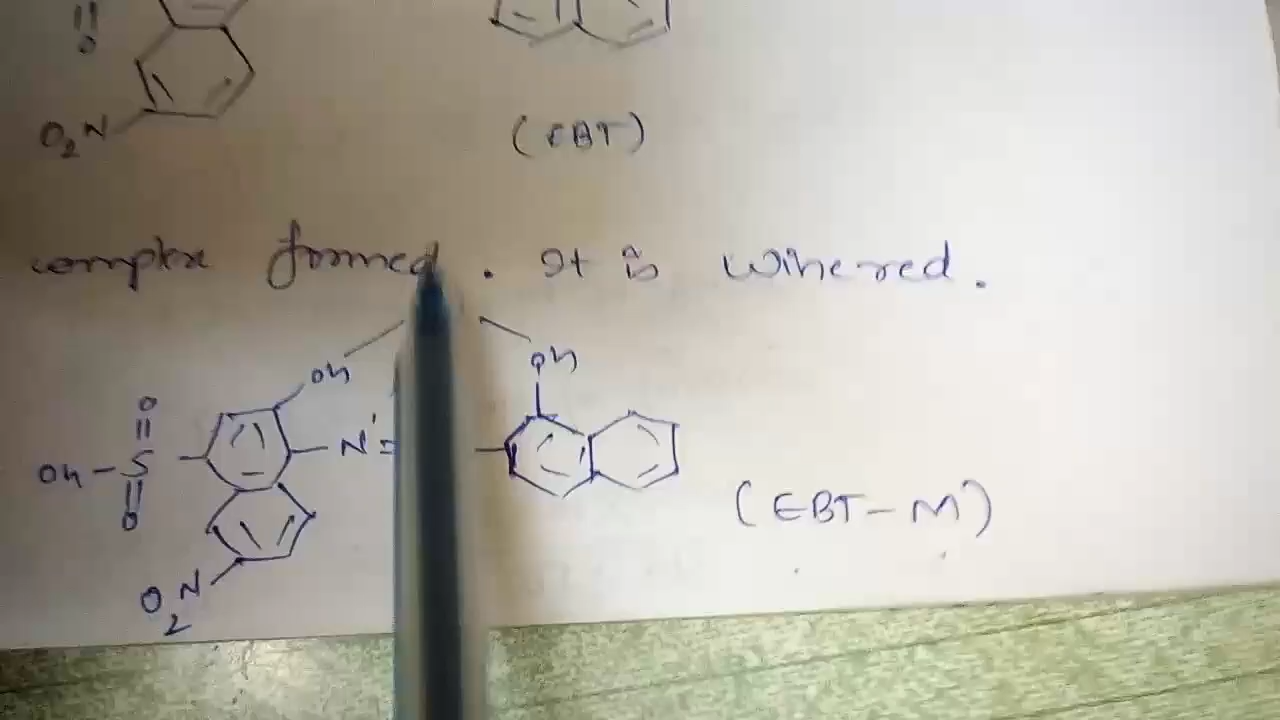 O
O₂N
(EBT)
complex formed. It is wine red.
OH OH
O
OH-S N=
O
(EBT-M)
O₂N